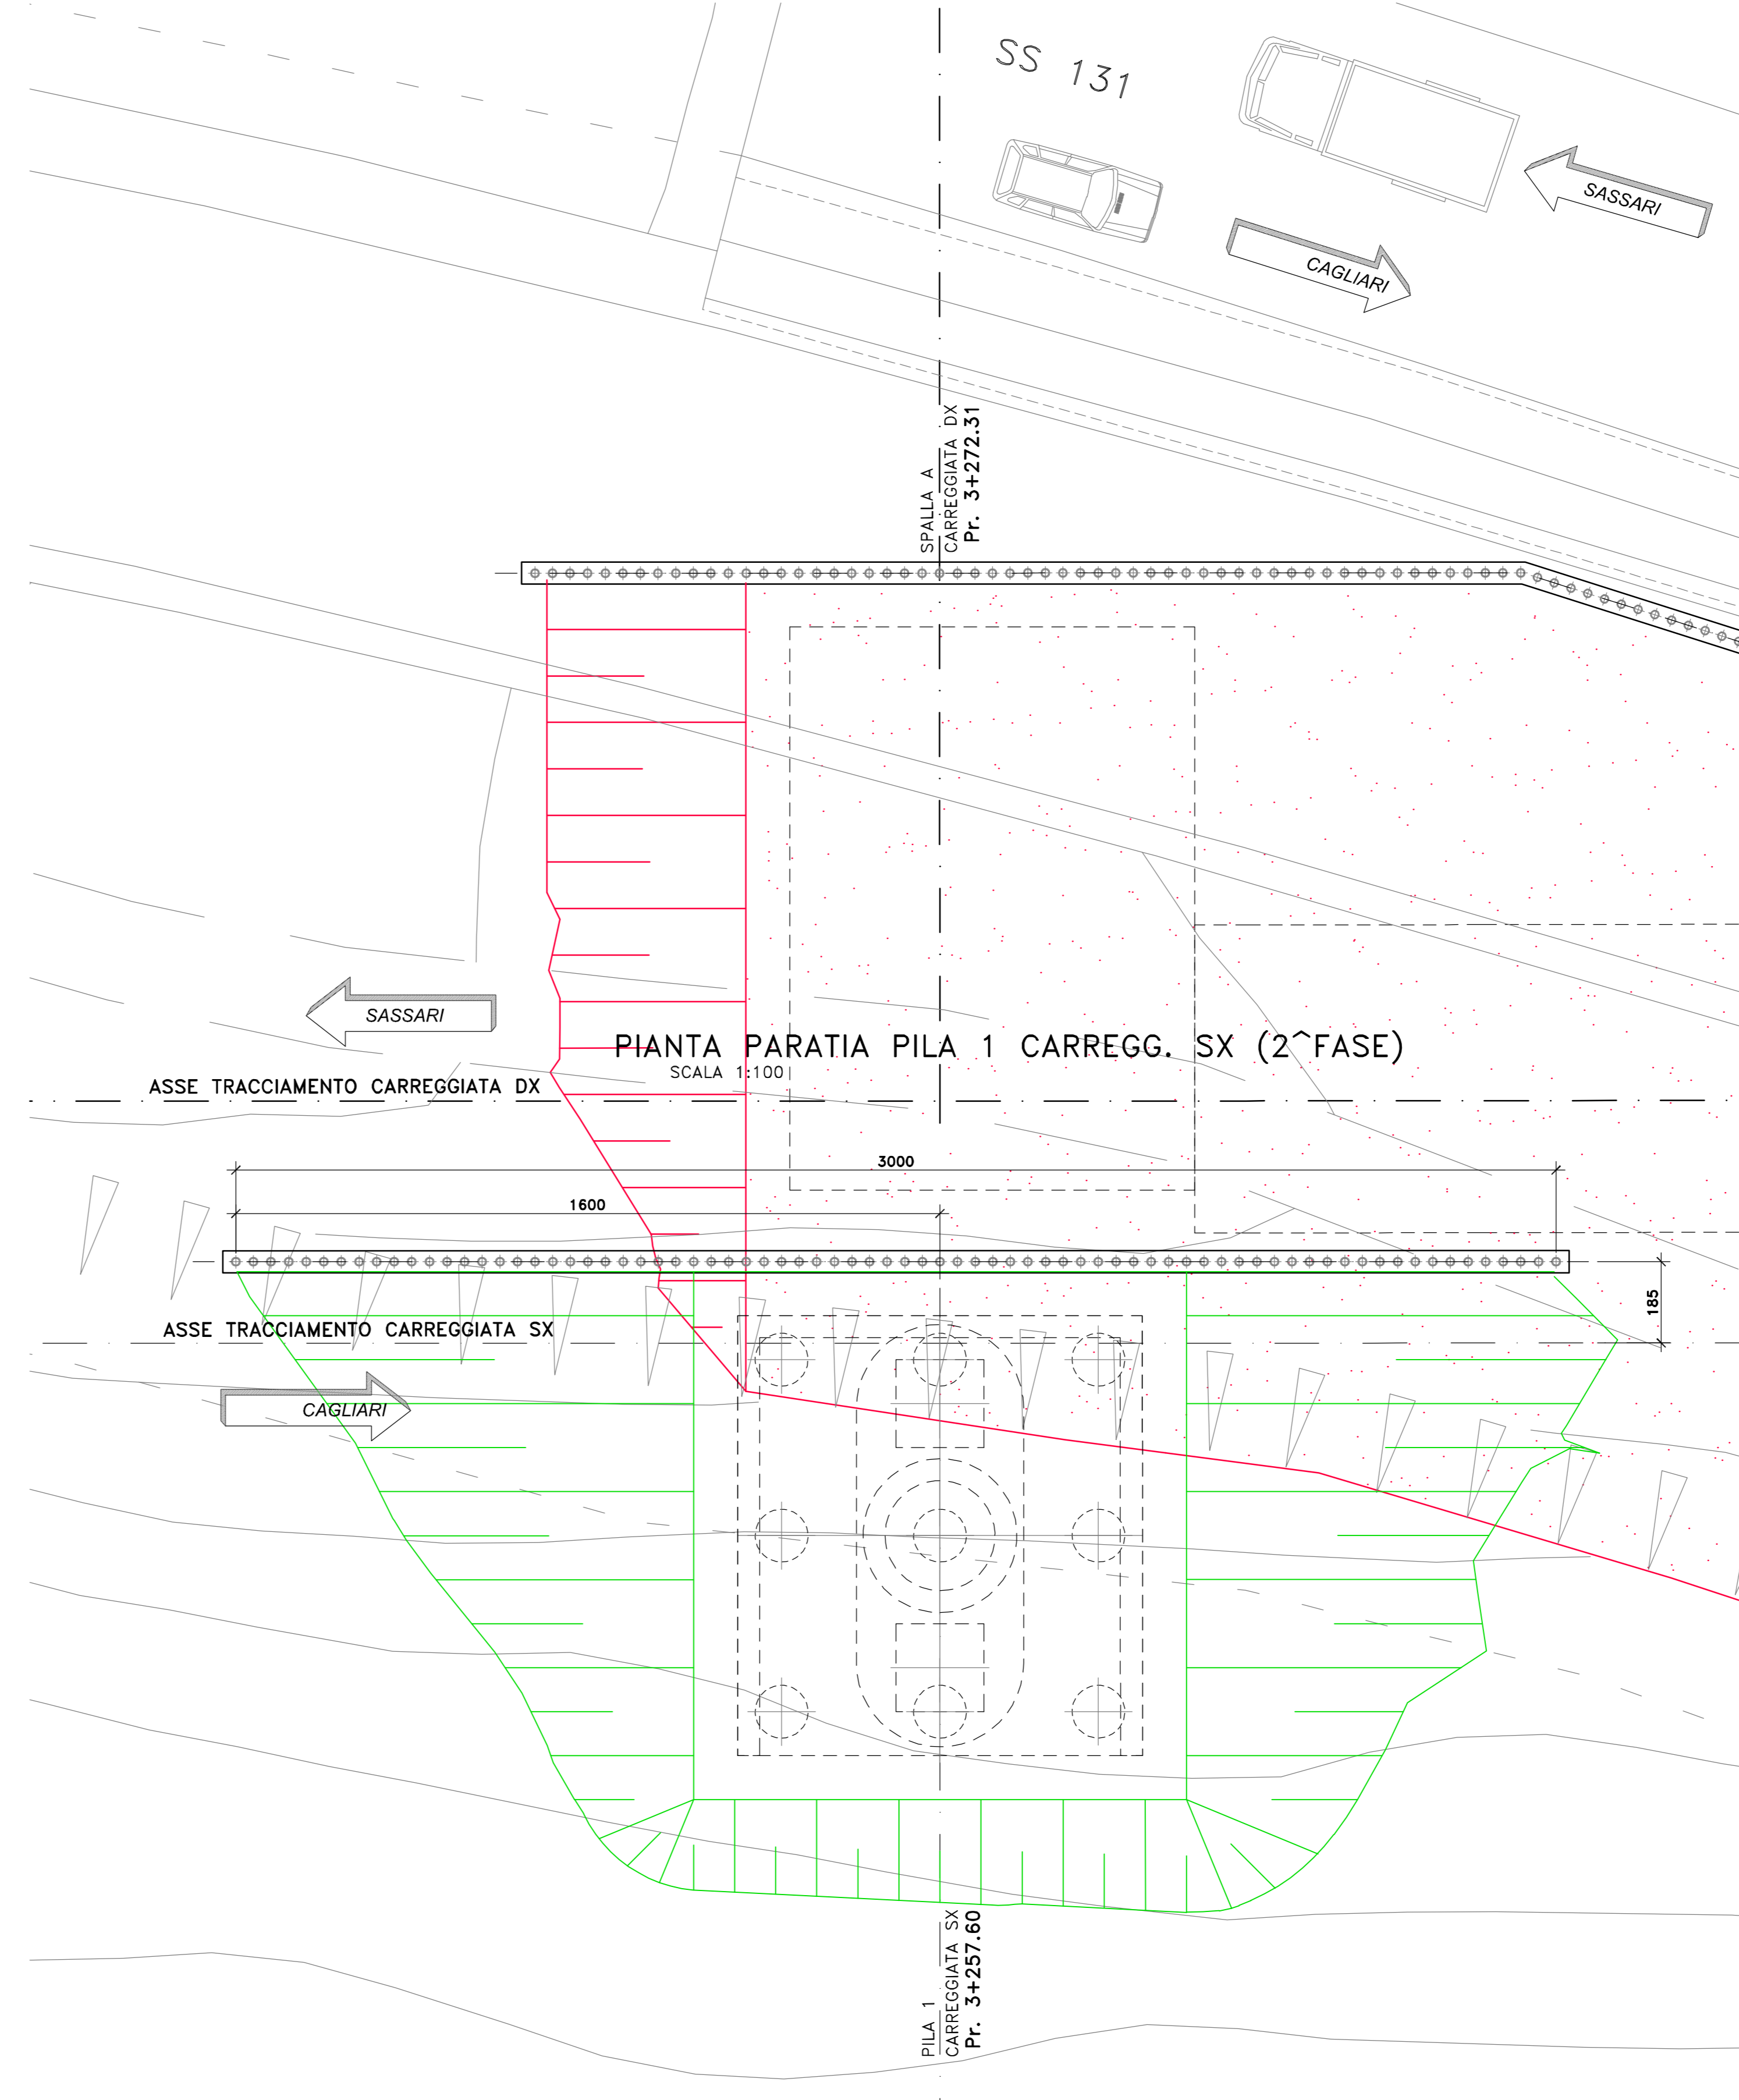 SS 131
SASSARI
CAGLIARI
SPALLA A
CARREGGIATA DX
Pr. 3+272.31
SASSARI
PIANTA PARATIA PILA 1 CARREGG. SX (2^FASE)
SCALA 1:100
ASSE TRACCIAMENTO CARREGGIATA DX
3000
1600
185
ASSE TRACCIAMENTO CARREGGIATA SX
CAGLIARI
PILA 1
CARREGGIATA SX
Pr. 3+257.60